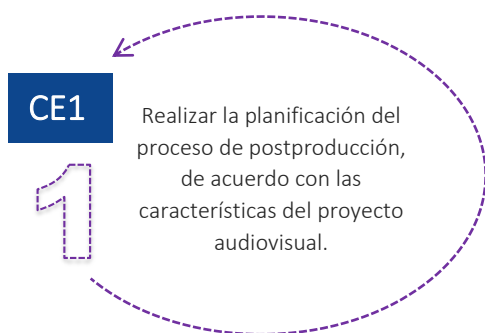 CE1
1
Realizar la planificación del
proceso de postproducción,
de acuerdo con las
características del proyecto
audiovisual.